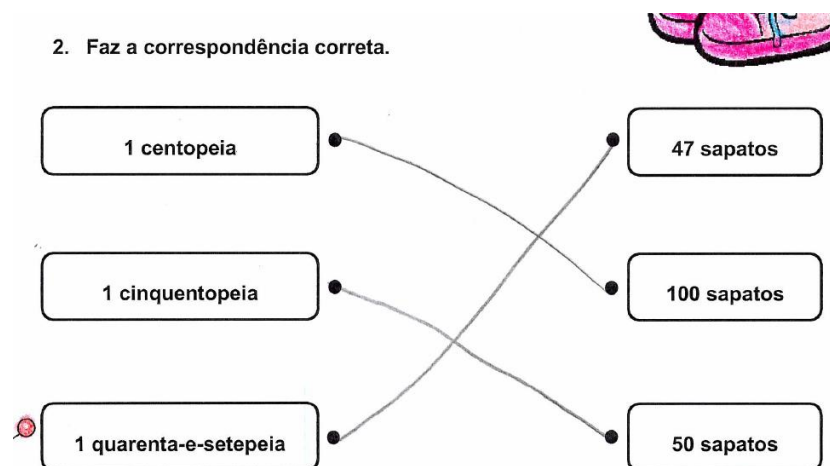 2. Faz a correspondência correta.
1 centopeia
47 sapatos
1 cinquentopeia
100 sapatos
1 quarenta-e-setepeia
50 sapatos